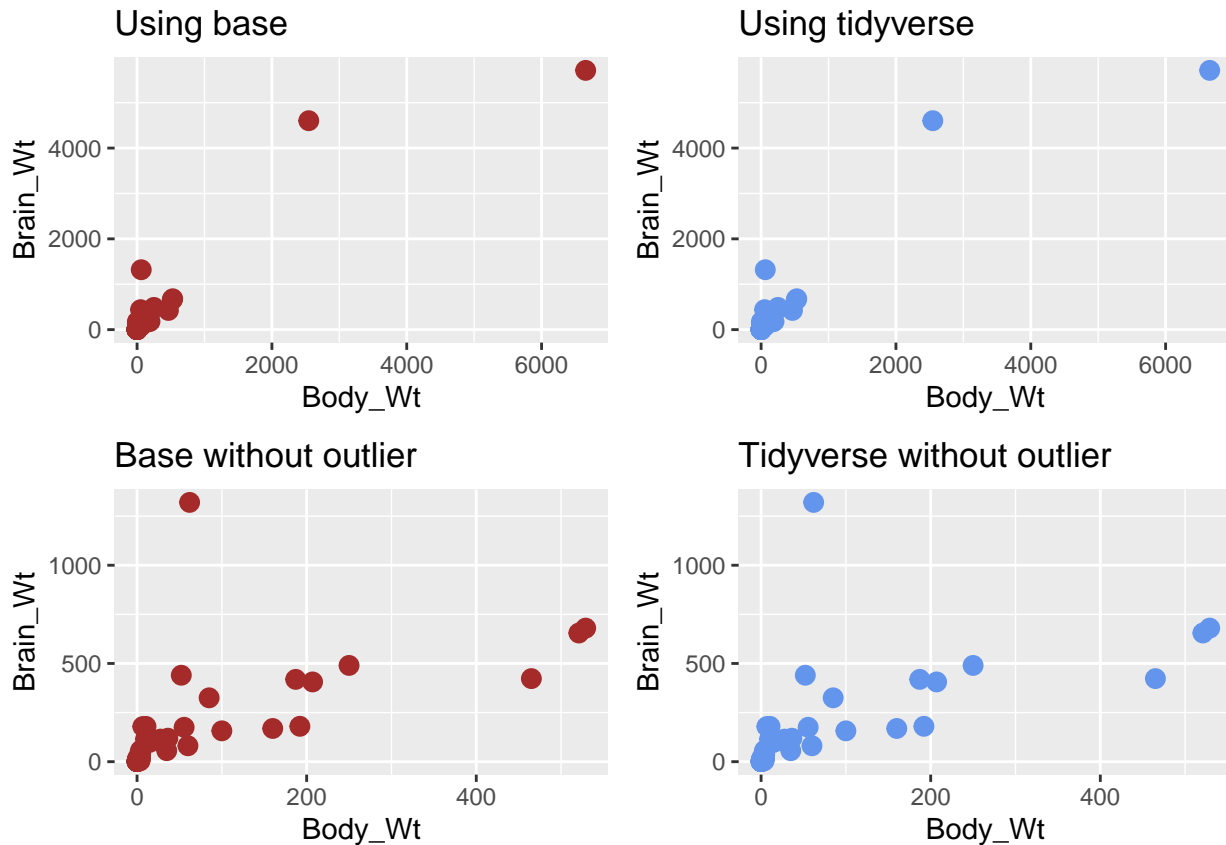 Using base
Brain_Wt
4000
2000
0
0 2000 4000 6000
Body_Wt
Using tidyverse
Brain_Wt
4000
2000
0
0 2000 4000 6000
Body_Wt
Base without outlier
Brain_Wt
1000
500
0
0 200 400
Body_Wt
Tidyverse without outlier
Brain_Wt
1000
500
0
0 200 400
Body_Wt